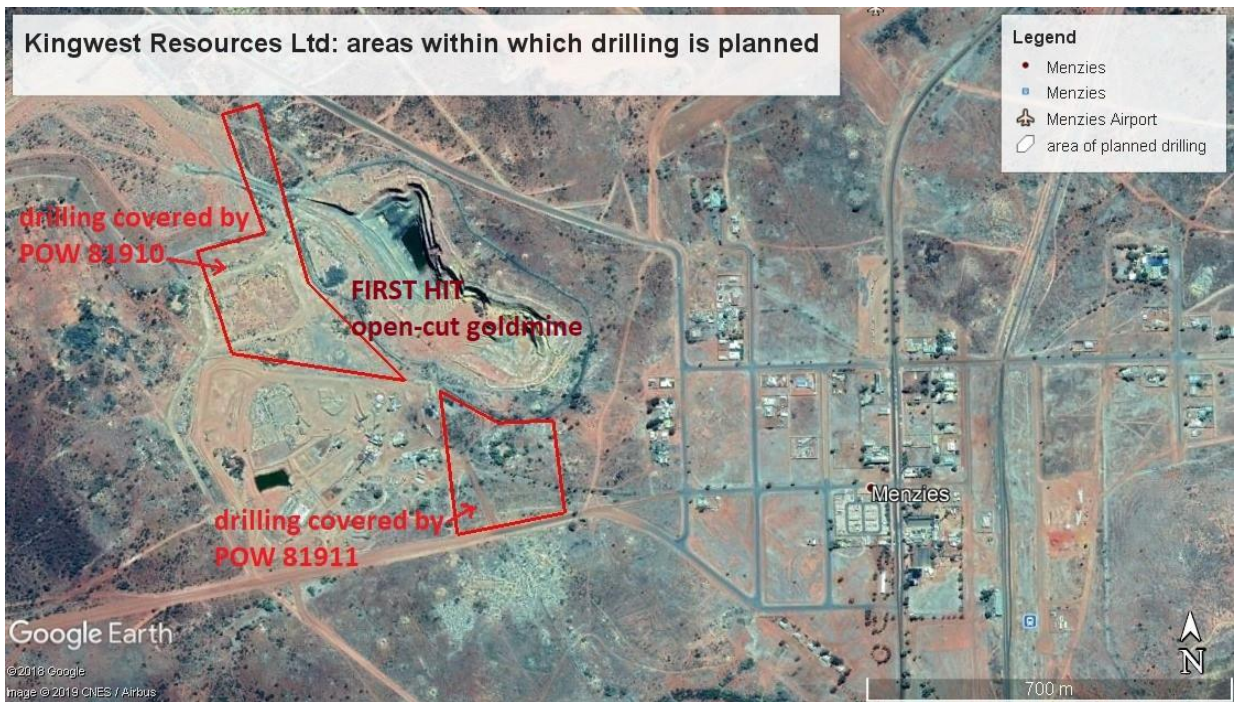 Kingwest Resources Ltd: areas within which drilling is planned
Legend
Menzies
Menzies
Menzies Airport
area of planned drilling
drilling covered by
POW 81910
FIRST HIT
open-cut goldmine
Menzies
drilling covered by
POW 81911
Google Earth
©2018 Google
Image © 2019 CNES / Airbus
N
700 m